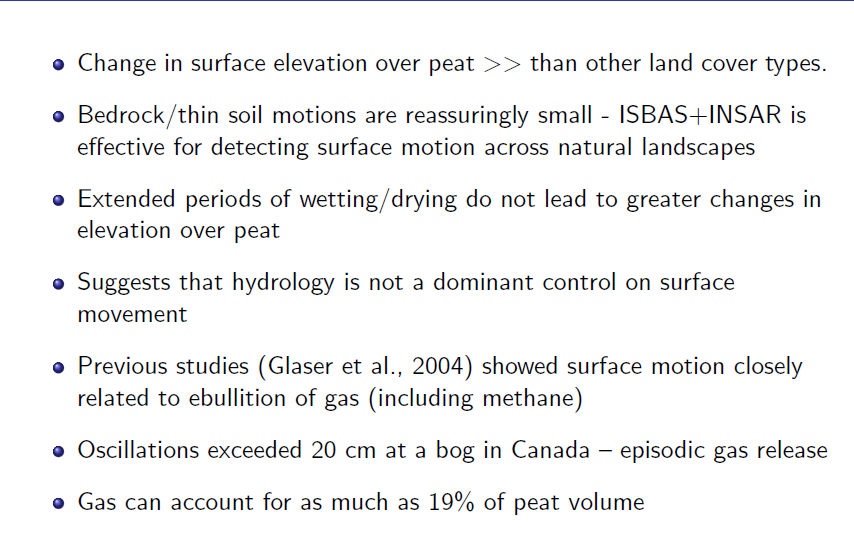 Change in surface elevation over peat >> than other land cover types.
Bedrock/thin soil motions are reassuringly small - ISBAS+INSAR is
effective for detecting surface motion across natural landscapes
Extended periods of wetting/drying do not lead to greater changes in
elevation over peat
Suggests that hydrology is not a dominant control on surface
movement
Previous studies (Glaser et al., 2004) showed surface motion closely
related to ebullition of gas (including methane)
Oscillations exceeded 20 cm at a bog in Canada – episodic gas release
Gas can account for as much as 19% of peat volume